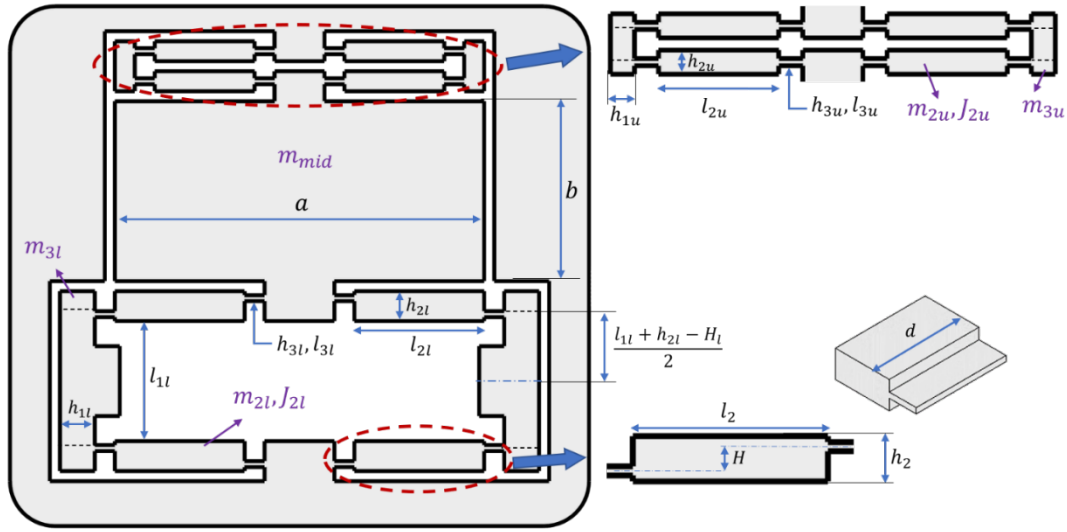 h₂ᵤ
h₁ᵤ
l₂ᵤ
h₃ᵤ, l₃ᵤ
m₂ᵤ, J₂ᵤ
m₃ᵤ
m_mid
a
b
m₃ₗ
h₂ₗ
h₃ₗ, l₃ₗ
l₂ₗ
l₁ₗ + h₂ₗ − Hₗ
2
l₁ₗ
h₁ₗ
m₂ₗ, J₂ₗ
d
l₂
H
h₂